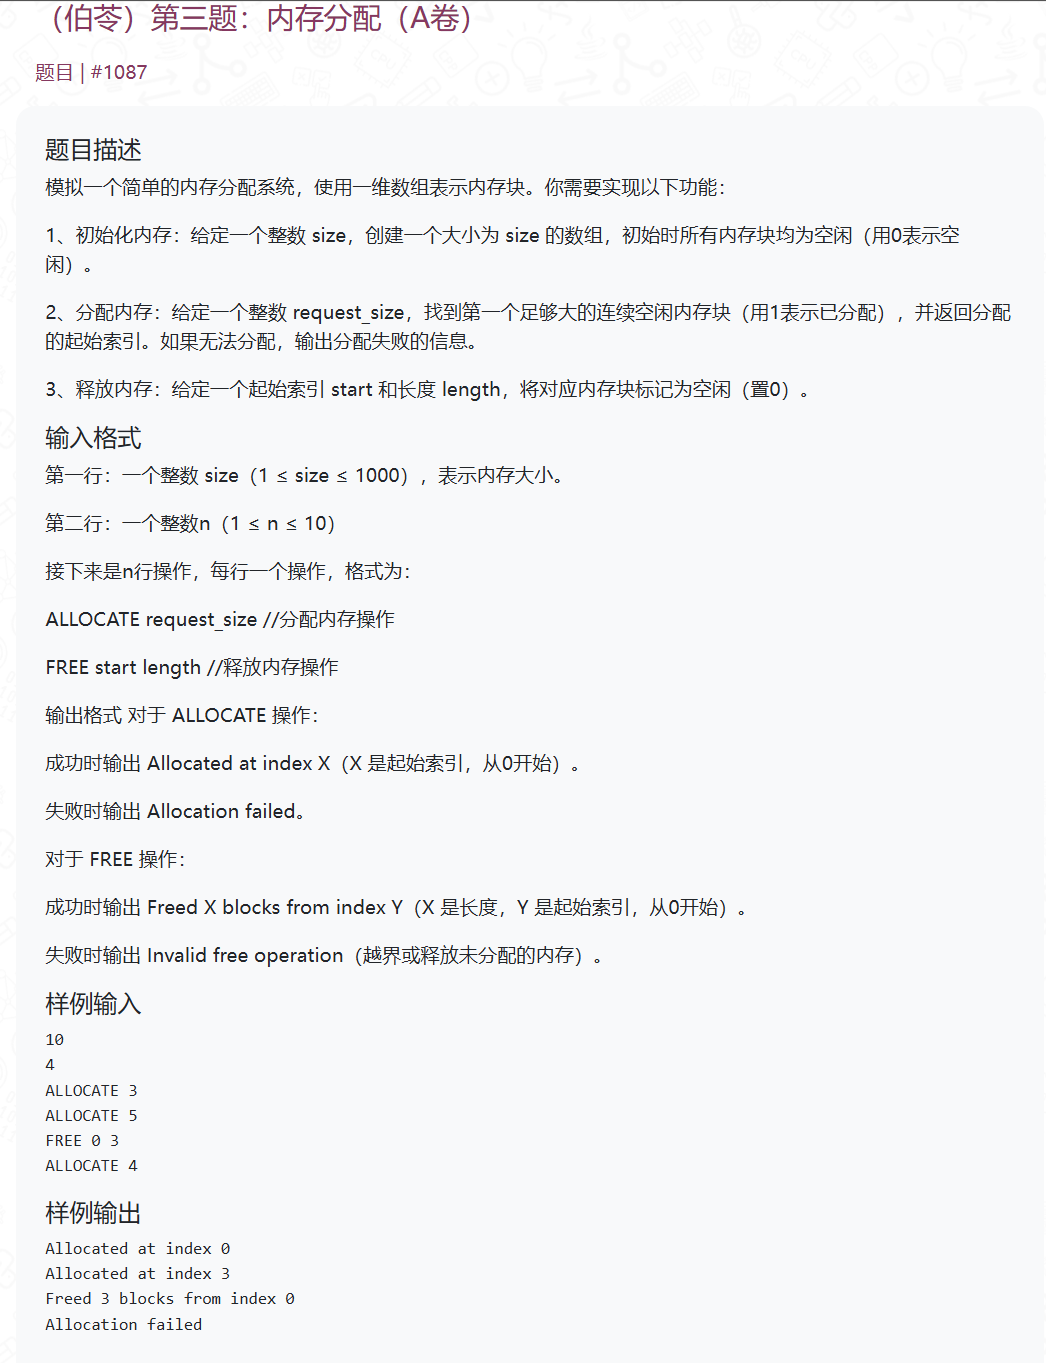 （伯苓）第三题：内存分配（A卷）
题目 | #1087
题目描述
模拟一个简单的内存分配系统，使用一维数组表示内存块。你需要实现以下功能：
1、初始化内存：给定一个整数 size，创建一个大小为 size 的数组，初始时所有内存块均为空闲（用0表示空
闲）。
2、分配内存：给定一个整数 request_size，找到第一个足够大的连续空闲内存块（用1表示已分配），并返回分配
的起始索引。如果无法分配，输出分配失败的信息。
3、释放内存：给定一个起始索引 start 和长度 length，将对应内存块标记为空闲（置0）。
输入格式
第一行：一个整数 size（1 ≤ size ≤ 1000），表示内存大小。
第二行：一个整数n（1 ≤ n ≤ 10）
接下来是n行操作，每行一个操作，格式为：
ALLOCATE request_size //分配内存操作
FREE start length //释放内存操作
输出格式 对于 ALLOCATE 操作：
成功时输出 Allocated at index X（X 是起始索引，从0开始）。
失败时输出 Allocation failed。
对于 FREE 操作：
成功时输出 Freed X blocks from index Y（X 是长度，Y 是起始索引，从0开始）。
失败时输出 Invalid free operation（越界或释放未分配的内存）。
样例输入
10
4
ALLOCATE 3
ALLOCATE 5
FREE 0 3
ALLOCATE 4
样例输出
Allocated at index 0
Allocated at index 3
Freed 3 blocks from index 0
Allocation failed